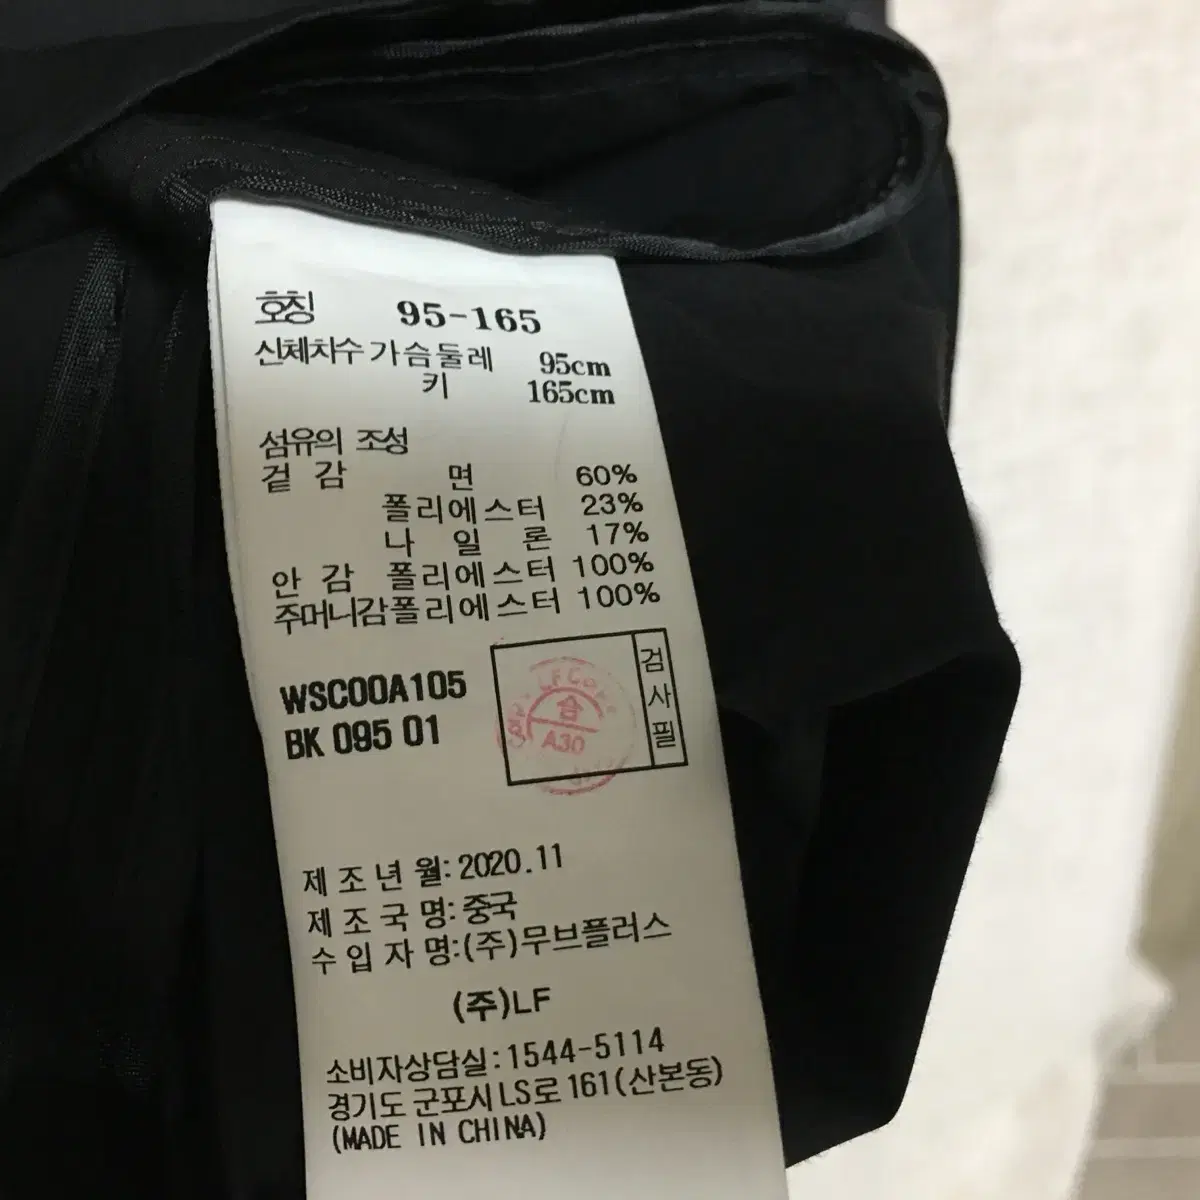 호칭 95-165
신체치수 가슴둘레 95cm
키 165cm
섬유의 조성
겉 감 면 60%
폴리에스터 23%
나 일 론 17%
안 감 폴리에스터 100%
주머니감 폴리에스터 100%
WSC00A105
BK 095 01
검사필
LF Corp
合
A30
제 조 년 월: 2020.11
제 조 국 명: 중국
수 입 자 명: (주)무브플러스
(주)LF
소비자상담실: 1544-5114
경기도 군포시 LS로 161(산본동)
(MADE IN CHINA)